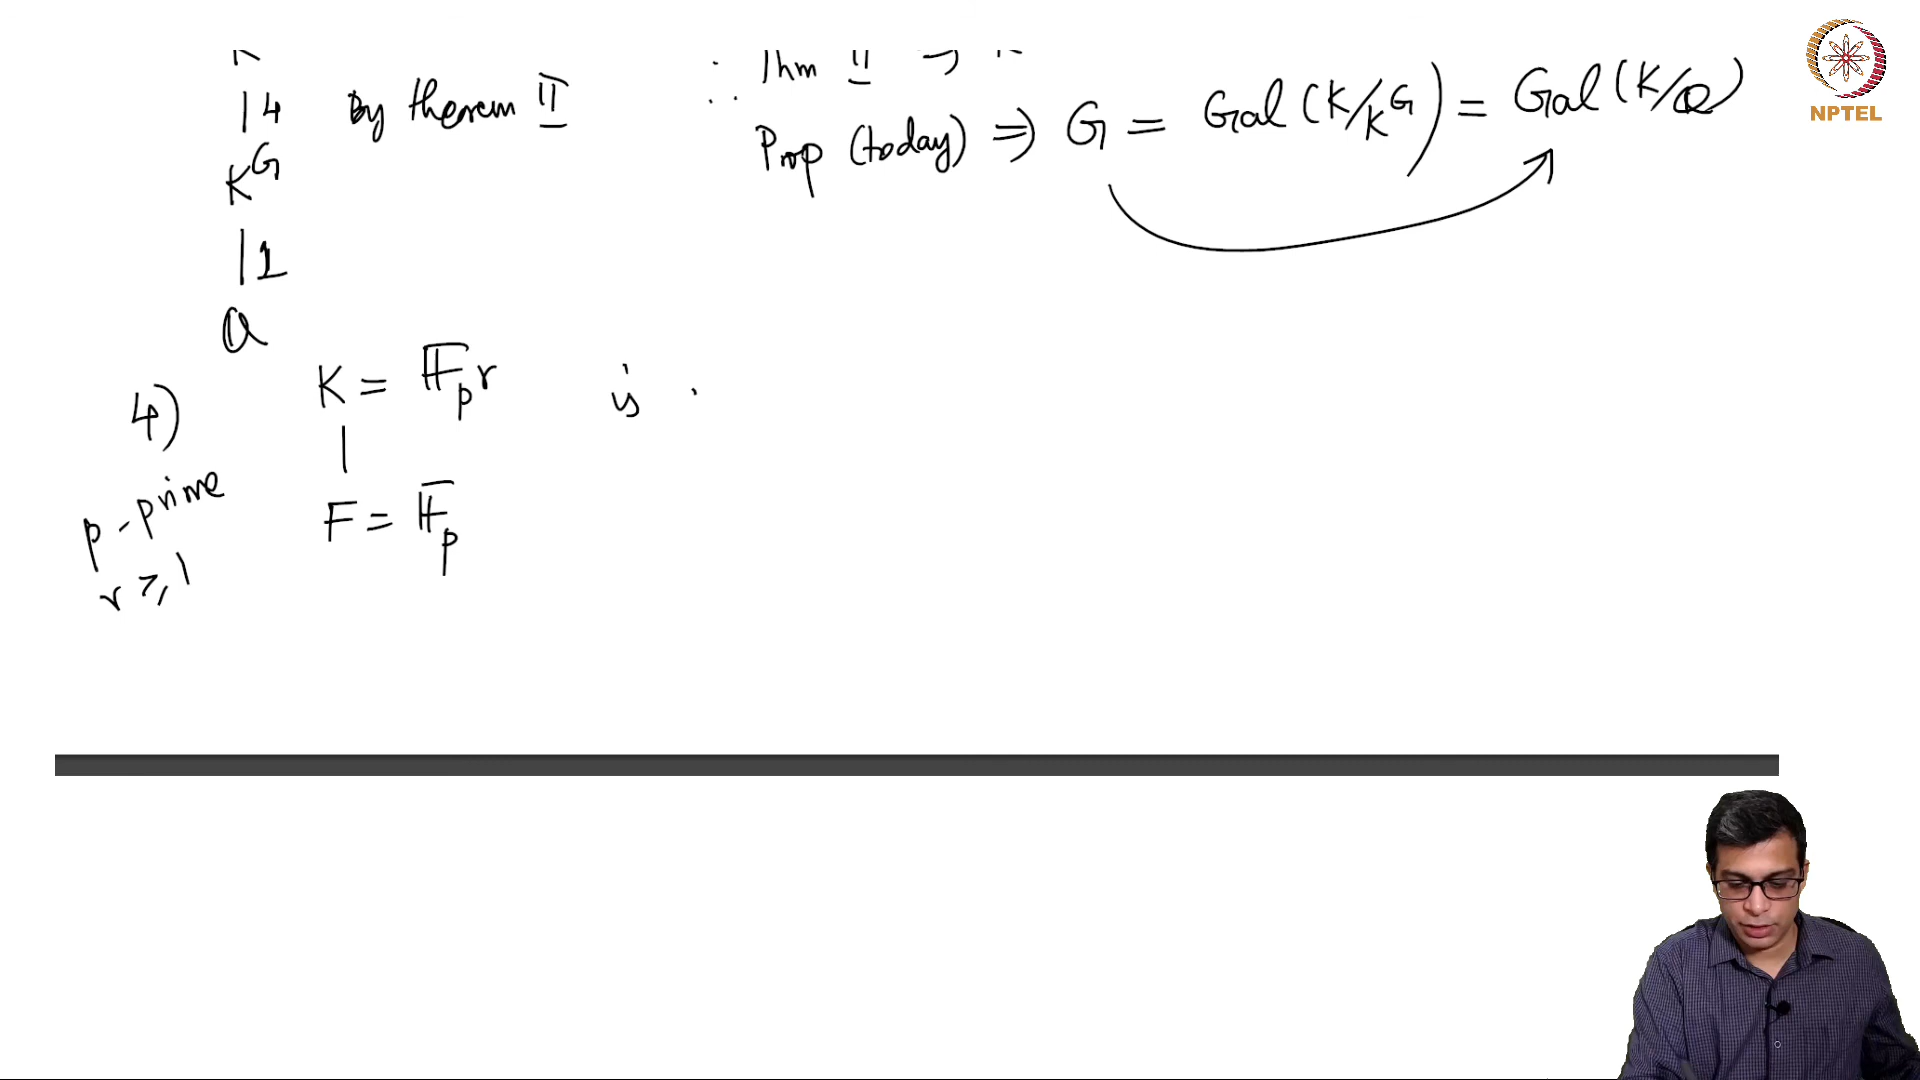 K
| 4 By theorem II
K^G
| 1
Q
∴ Thm II ⇒ K
Prop (today) ⇒ G = Gal (K/K^G) = Gal (K/Q)
4) K = 𝔽_{p^r} is
|
F = 𝔽_p
p - prime
r ≥ 1
NPTEL